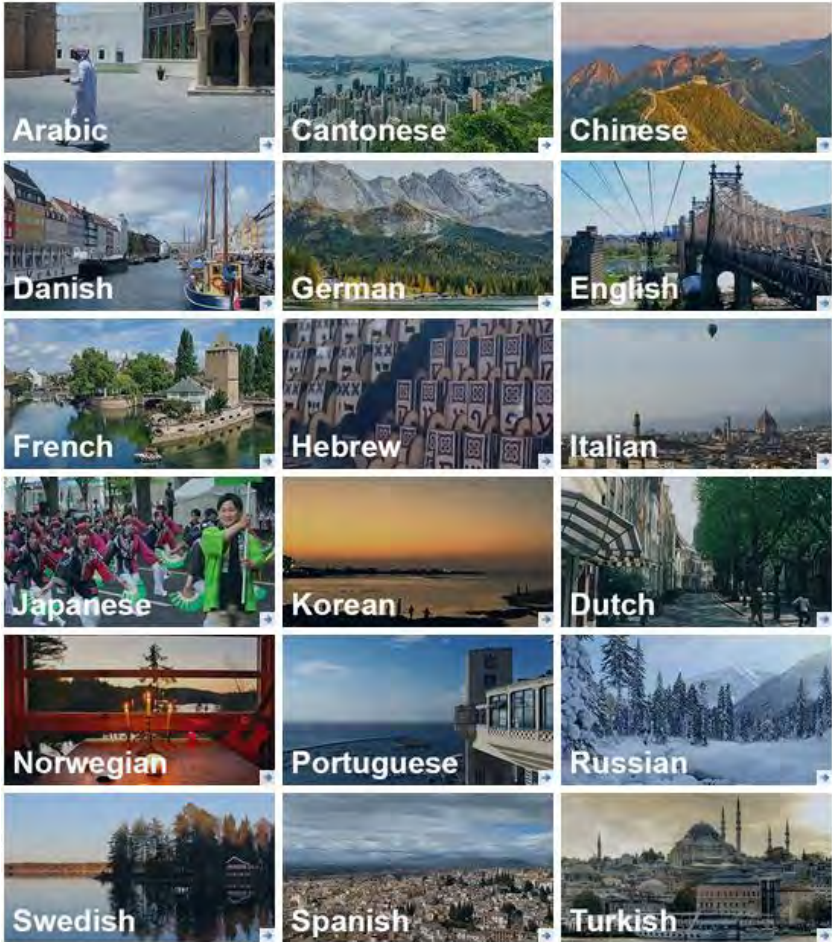 Arabic
Cantonese
Chinese
Danish
German
English
French
Hebrew
Italian
Japanese
Korean
Dutch
Norwegian
Portuguese
Russian
Swedish
Spanish
Turkish